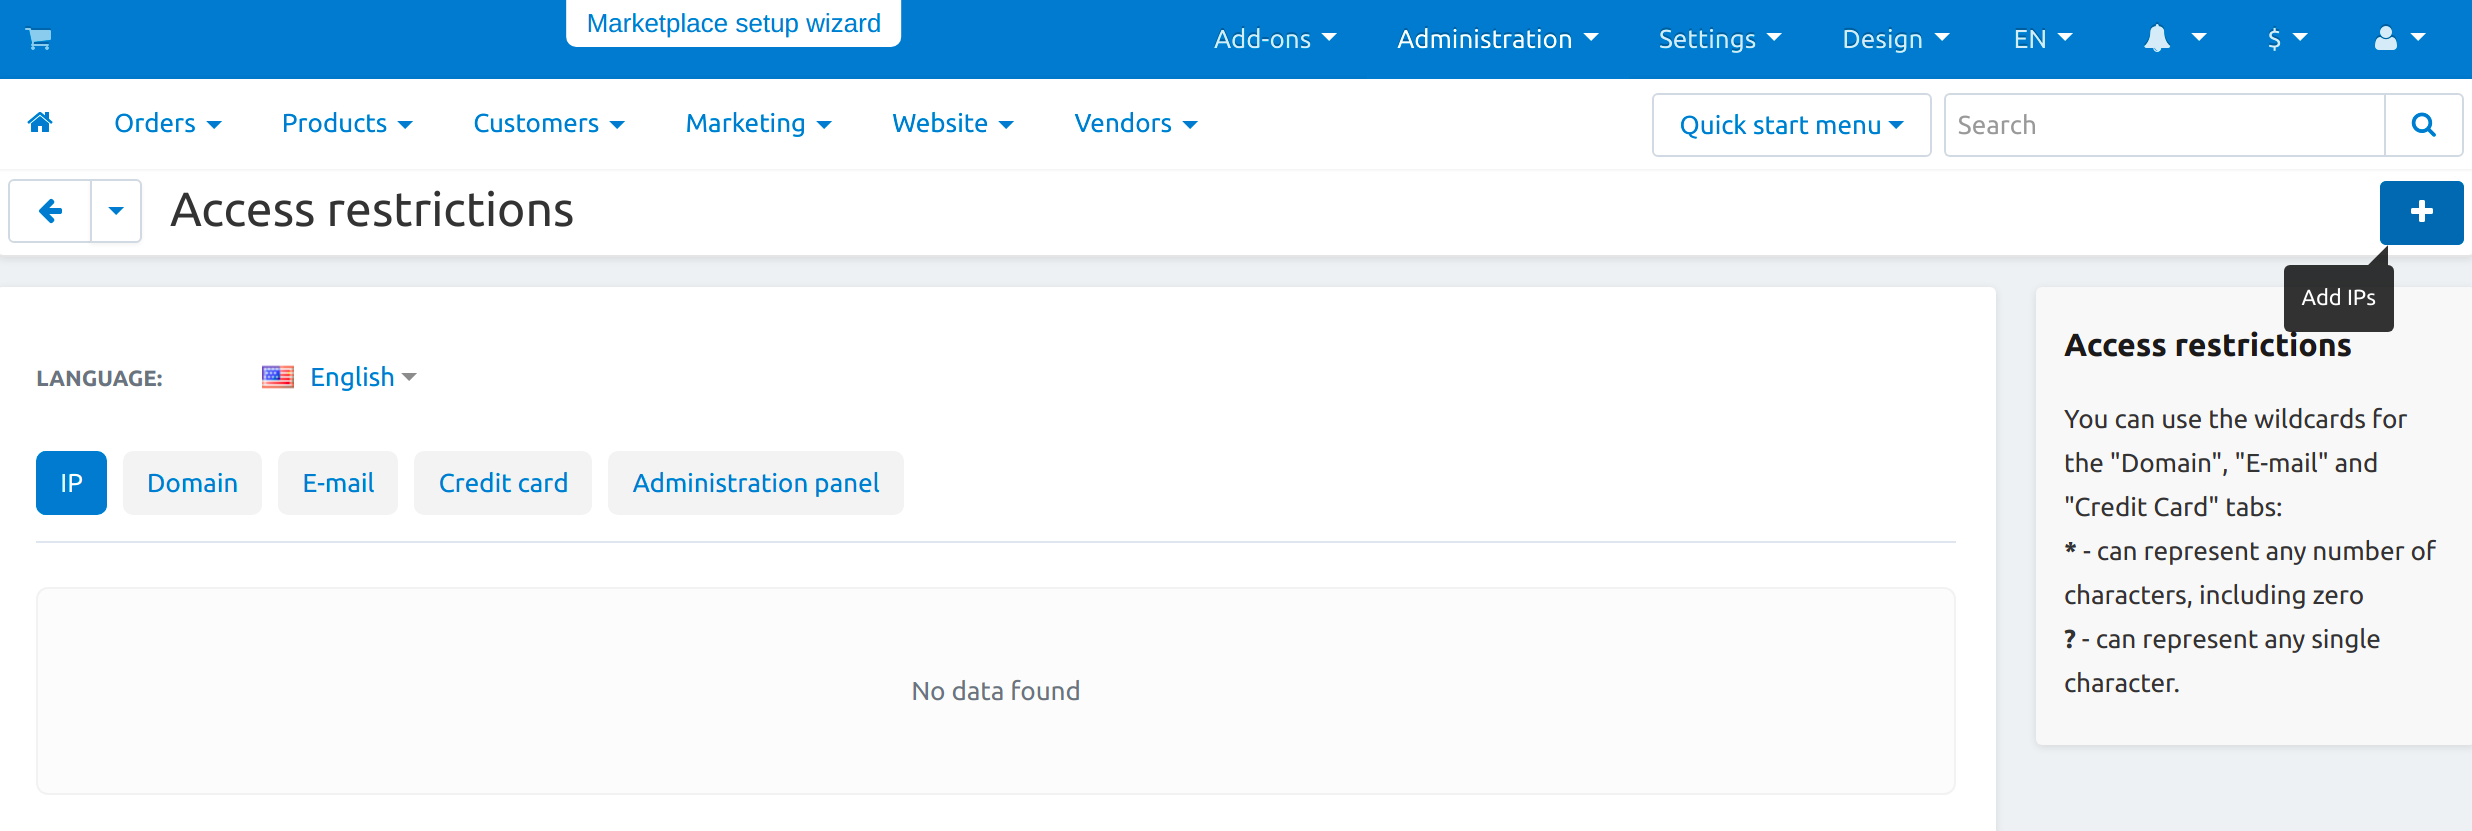 Marketplace setup wizard
Add-ons Administration Settings Design EN $
Orders Products Customers Marketing Website Vendors Quick start menu Search
Access restrictions
Add IPs
LANGUAGE: English
IP Domain E-mail Credit card Administration panel
No data found
Access restrictions
You can use the wildcards for
the "Domain", "E-mail" and
"Credit Card" tabs:
* - can represent any number of
characters, including zero
? - can represent any single
character.